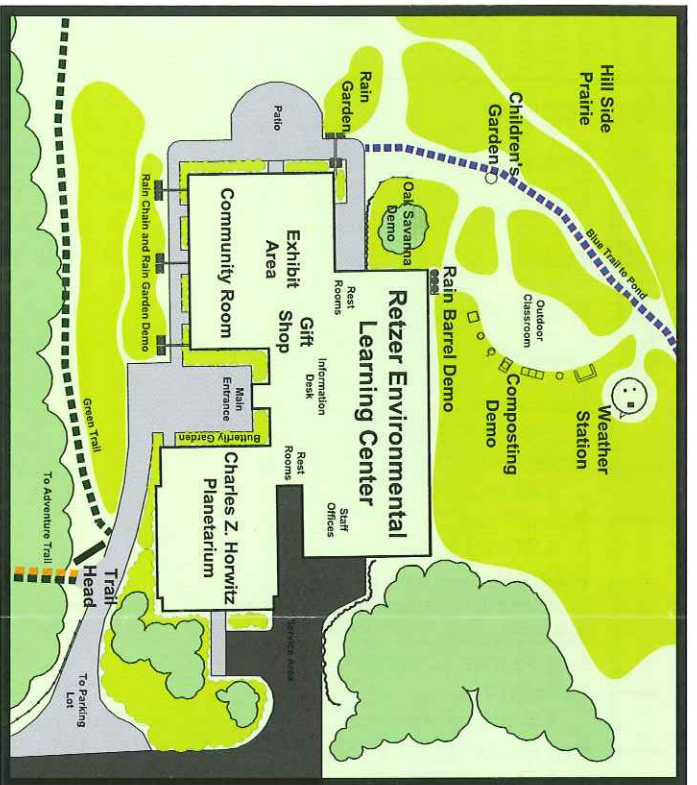 Hill Side
Prairie
Children's
Garden
Rain
Garden
Patio
Blue Trail to Pond
Oak Savanna
Demo
Outdoor
Classroom
Rain Barrel Demo
Composting
Demo
Weather
Station
Retzer Environmental
Learning Center
Rest
Rooms
Exhibit
Area
Gift
Shop
Information
Desk
Community Room
Rain Chain and Rain Garden Demo
Main
Entrance
Butterfly Garden
Rest
Rooms
Staff
Offices
Charles Z. Horwitz
Planetarium
Service Area
Green Trail
To Adventure Trail
Trail
Head
To Parking
Lot